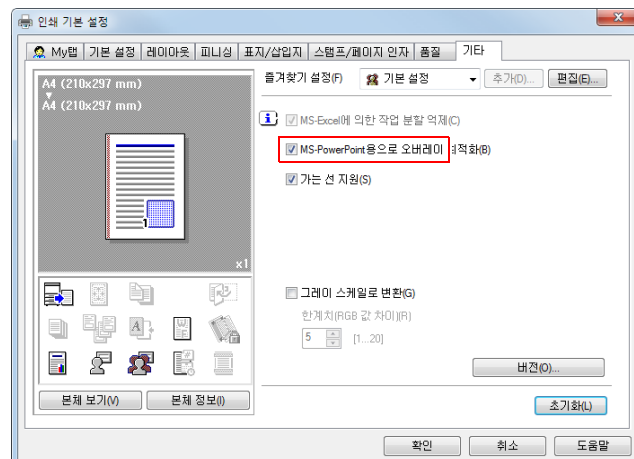 인쇄 기본 설정
My탭 기본 설정 레이아웃 피니싱 표지/삽입지 스탬프/페이지 인자 품질 기타
A4 (210x297 mm)
A4 (210x297 mm)
1
x1
즐겨찾기 설정(F) 기본 설정 추가(D)... 편집(E)...
MS-Excel에 의한 작업 분할 억제(C)
MS-PowerPoint용으로 오버레이 최적화(B)
가는 선 지원(S)
그레이 스케일로 변환(G)
한계치(RGB 값 차이)(R)
5 [1...20]
버전(O)...
본체 보기(V) 본체 정보(I)
초기화(L)
확인 취소 도움말